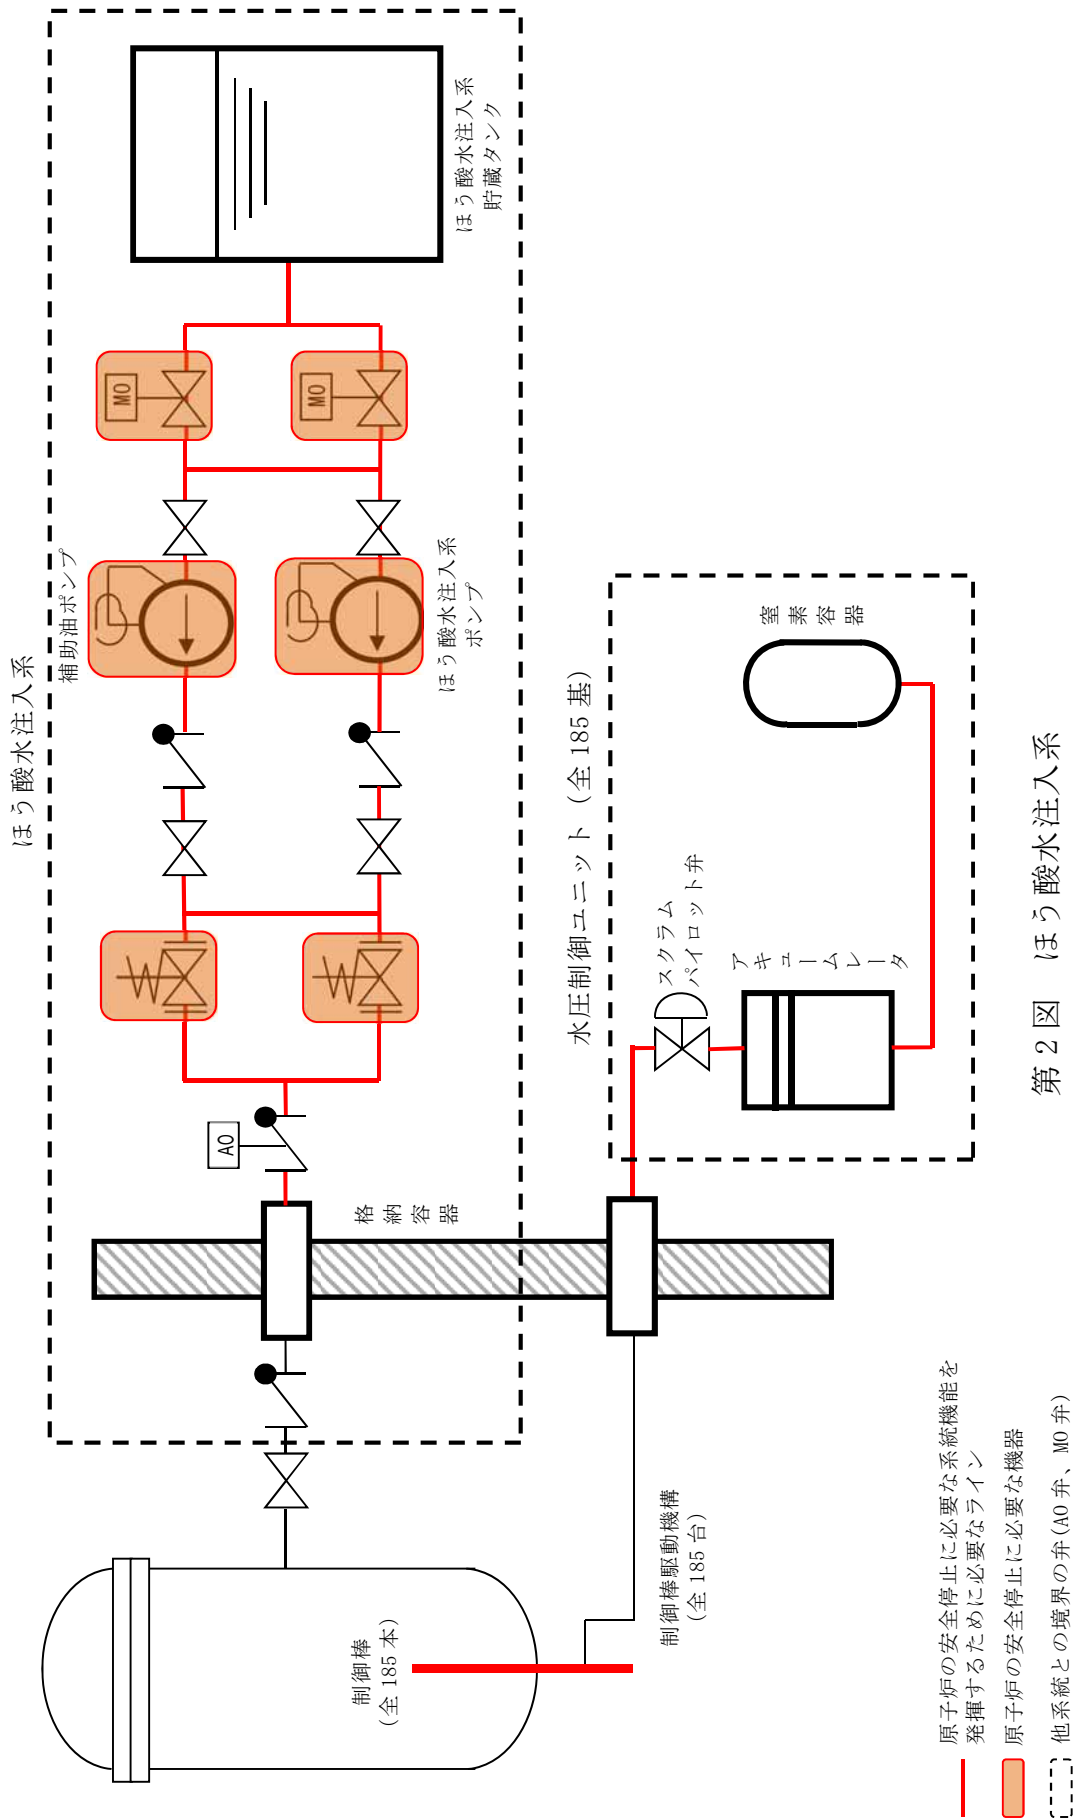 ほう酸水注入系
ほう酸水注入系
貯蔵タンク
MO
MO
補助油ポンプ
ほう酸水注入系
ポンプ
AO
格納容器
水圧制御ユニット（全185基）
窒素容器
スクラム
パイロット弁
アキュームレータ
制御棒
(全185本)
制御棒駆動機構
(全185台)
原子炉の安全停止に必要な系統機能を
発揮するために必要なライン
原子炉の安全停止に必要な機器
他系統との境界の弁(AO弁、MO弁)
第2図　ほう酸水注入系